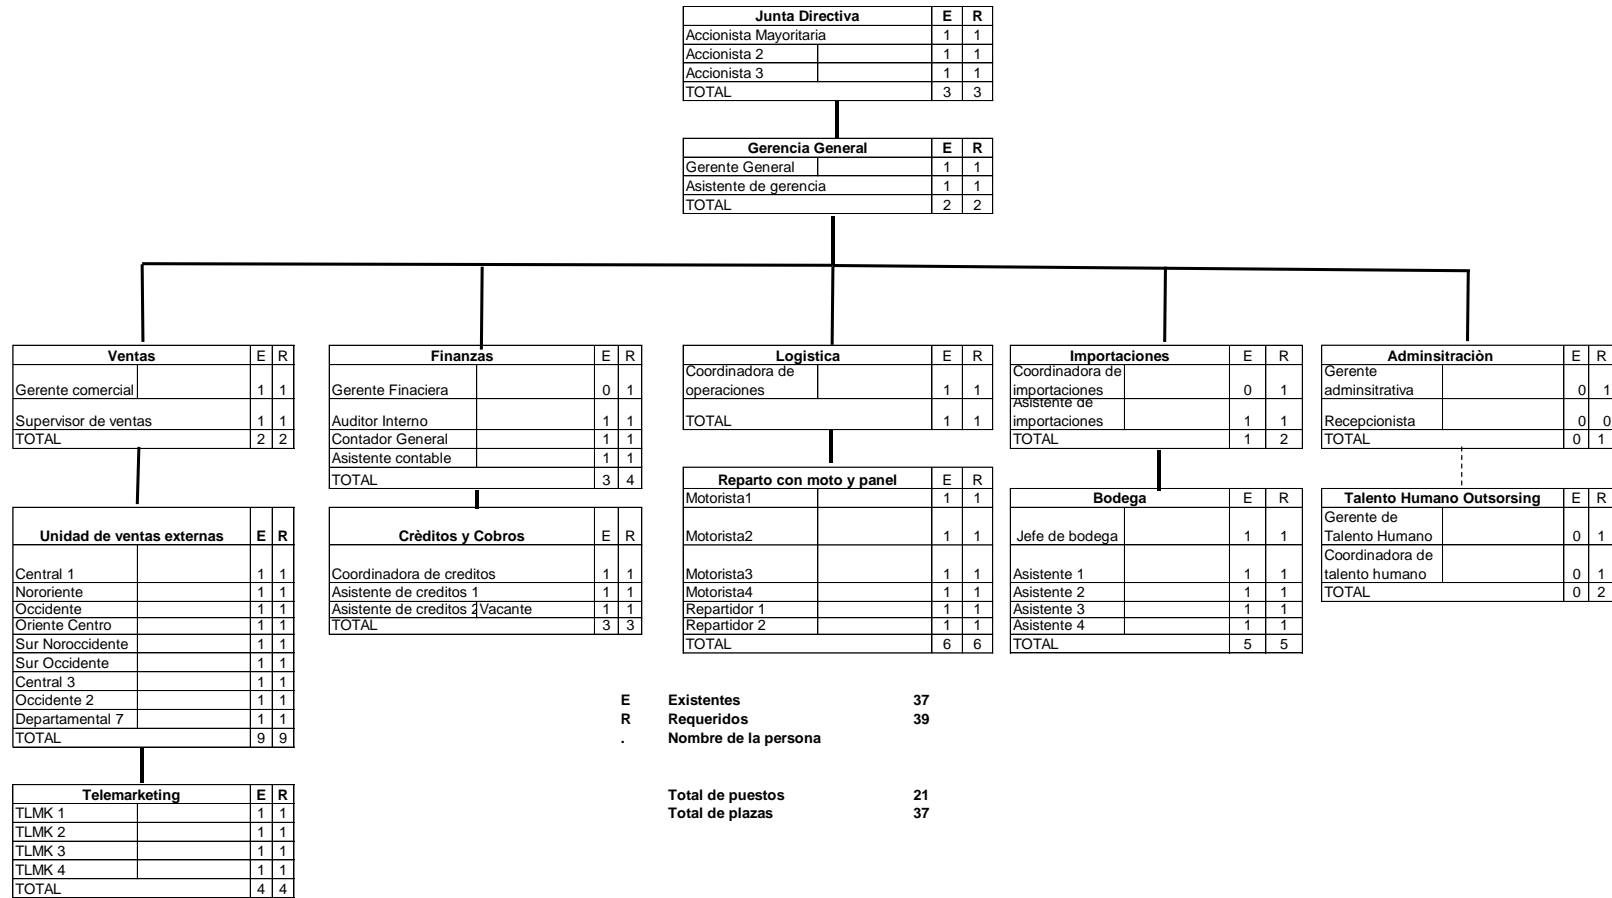 Junta Directiva E R
Accionista Mayoritaria 1 1
Accionista 2 1 1
Accionista 3 1 1
TOTAL 3 3
Gerencia General E R
Gerente General 1 1
Asistente de gerencia 1 1
TOTAL 2 2
Ventas E R
Gerente comercial 1 1
Supervisor de ventas 1 1
TOTAL 2 2
Unidad de ventas externas E R
Central 1 1 1
Nororiente 1 1
Occidente 1 1
Oriente Centro 1 1
Sur Noroccidente 1 1
Sur Occidente 1 1
Central 3 1 1
Occidente 2 1 1
Departamental 7 1 1
TOTAL 9 9
Telemarketing E R
TLMK 1 1 1
TLMK 2 1 1
TLMK 3 1 1
TLMK 4 1 1
TOTAL 4 4
Finanzas E R
Gerente Finaciera 0 1
Auditor Interno 1 1
Contador General 1 1
Asistente contable 1 1
TOTAL 3 4
Crèditos y Cobros E R
Coordinadora de creditos 1 1
Asistente de creditos 1 1 1
Asistente de creditos 2 Vacante 1 1
TOTAL 3 3
Logistica E R
Coordinadora de
operaciones 1 1
TOTAL 1 1
Reparto con moto y panel E R
Motorista1 1 1
Motorista2 1 1
Motorista3 1 1
Motorista4 1 1
Repartidor 1 1 1
Repartidor 2 1 1
TOTAL 6 6
Importaciones E R
Coordinadora de
importaciones 0 1
Asistente de
importaciones 1 1
TOTAL 1 2
Bodega E R
Jefe de bodega 1 1
Asistente 1 1 1
Asistente 2 1 1
Asistente 3 1 1
Asistente 4 1 1
TOTAL 5 5
Adminsitraciòn E R
Gerente
adminsitrativa 0 1
Recepcionista 0 0
TOTAL 0 1
Talento Humano Outsorsing E R
Gerente de
Talento Humano 0 1
Coordinadora de
talento humano 0 1
TOTAL 0 2
E Existentes 37
R Requeridos 39
. Nombre de la persona
Total de puestos 21
Total de plazas 37